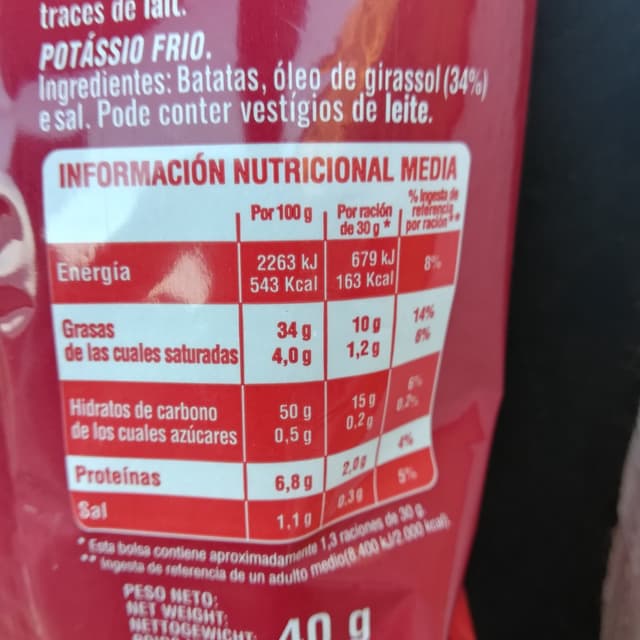 traces de lait.
POTÁSSIO FRIO.
Ingredientes: Batatas, óleo de girassol (34%)
e sal. Pode conter vestígios de leite.
INFORMACIÓN NUTRICIONAL MEDIA
Por 100 g Por ración de 30 g * % Ingesta de referencia por ración **
Energía 2263 kJ 543 Kcal 679 kJ 163 Kcal 8%
Grasas 34 g 10 g 14%
de las cuales saturadas 4,0 g 1,2 g 6%
Hidratos de carbono 50 g 15 g 6%
de los cuales azúcares 0,5 g 0,2 g 0,2%
Proteínas 6,8 g 2,0 g 4%
Sal 1,1 g 0,3 g 5%
* Esta bolsa contiene aproximadamente 1,3 raciones de 30 g.
** Ingesta de referencia de un adulto medio (8.400 kJ/2.000 kcal).
PESO NETO:
NET WEIGHT:
NETTOGEWICHT:
40 g